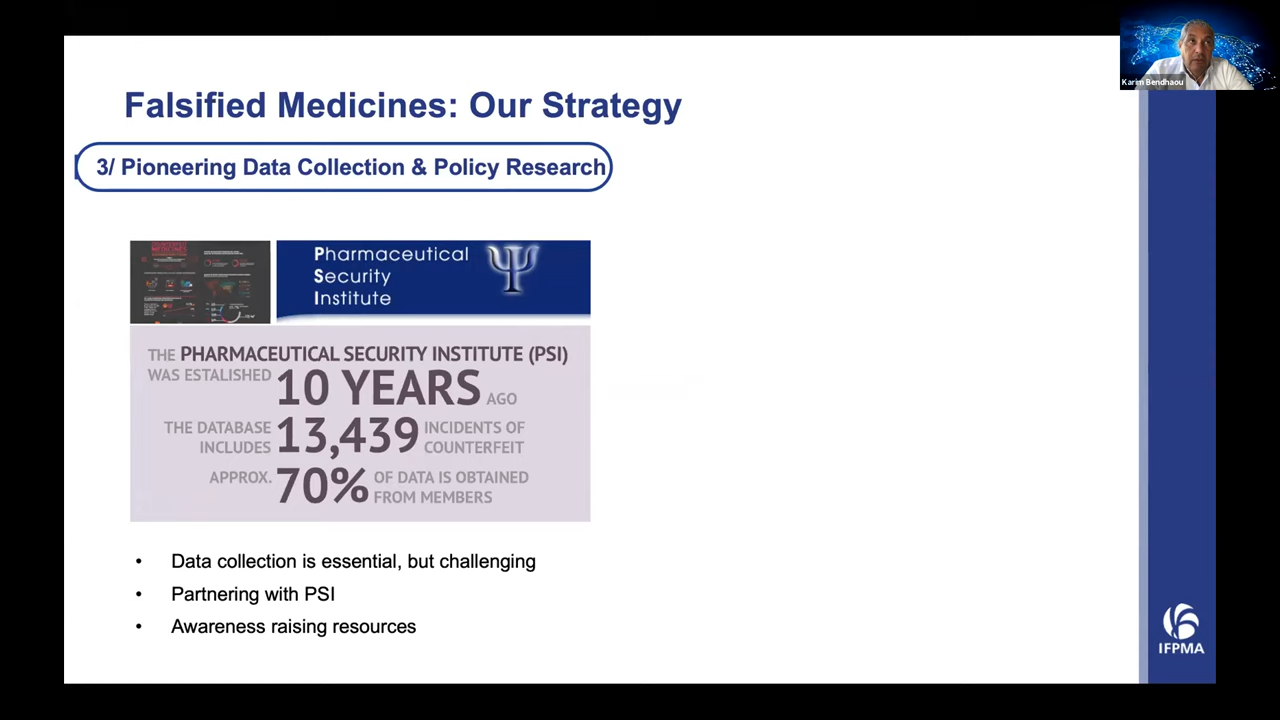 Karim Bendhaou
Falsified Medicines: Our Strategy
3/ Pioneering Data Collection & Policy Research
Pharmaceutical
Security
Institute
THE PHARMACEUTICAL SECURITY INSTITUTE (PSI)
WAS ESTALISHED 10 YEARS AGO
THE DATABASE INCLUDES 13,439 INCIDENTS OF COUNTERFEIT
APPROX. 70% OF DATA IS OBTAINED FROM MEMBERS
• Data collection is essential, but challenging
• Partnering with PSI
• Awareness raising resources
IFPMA